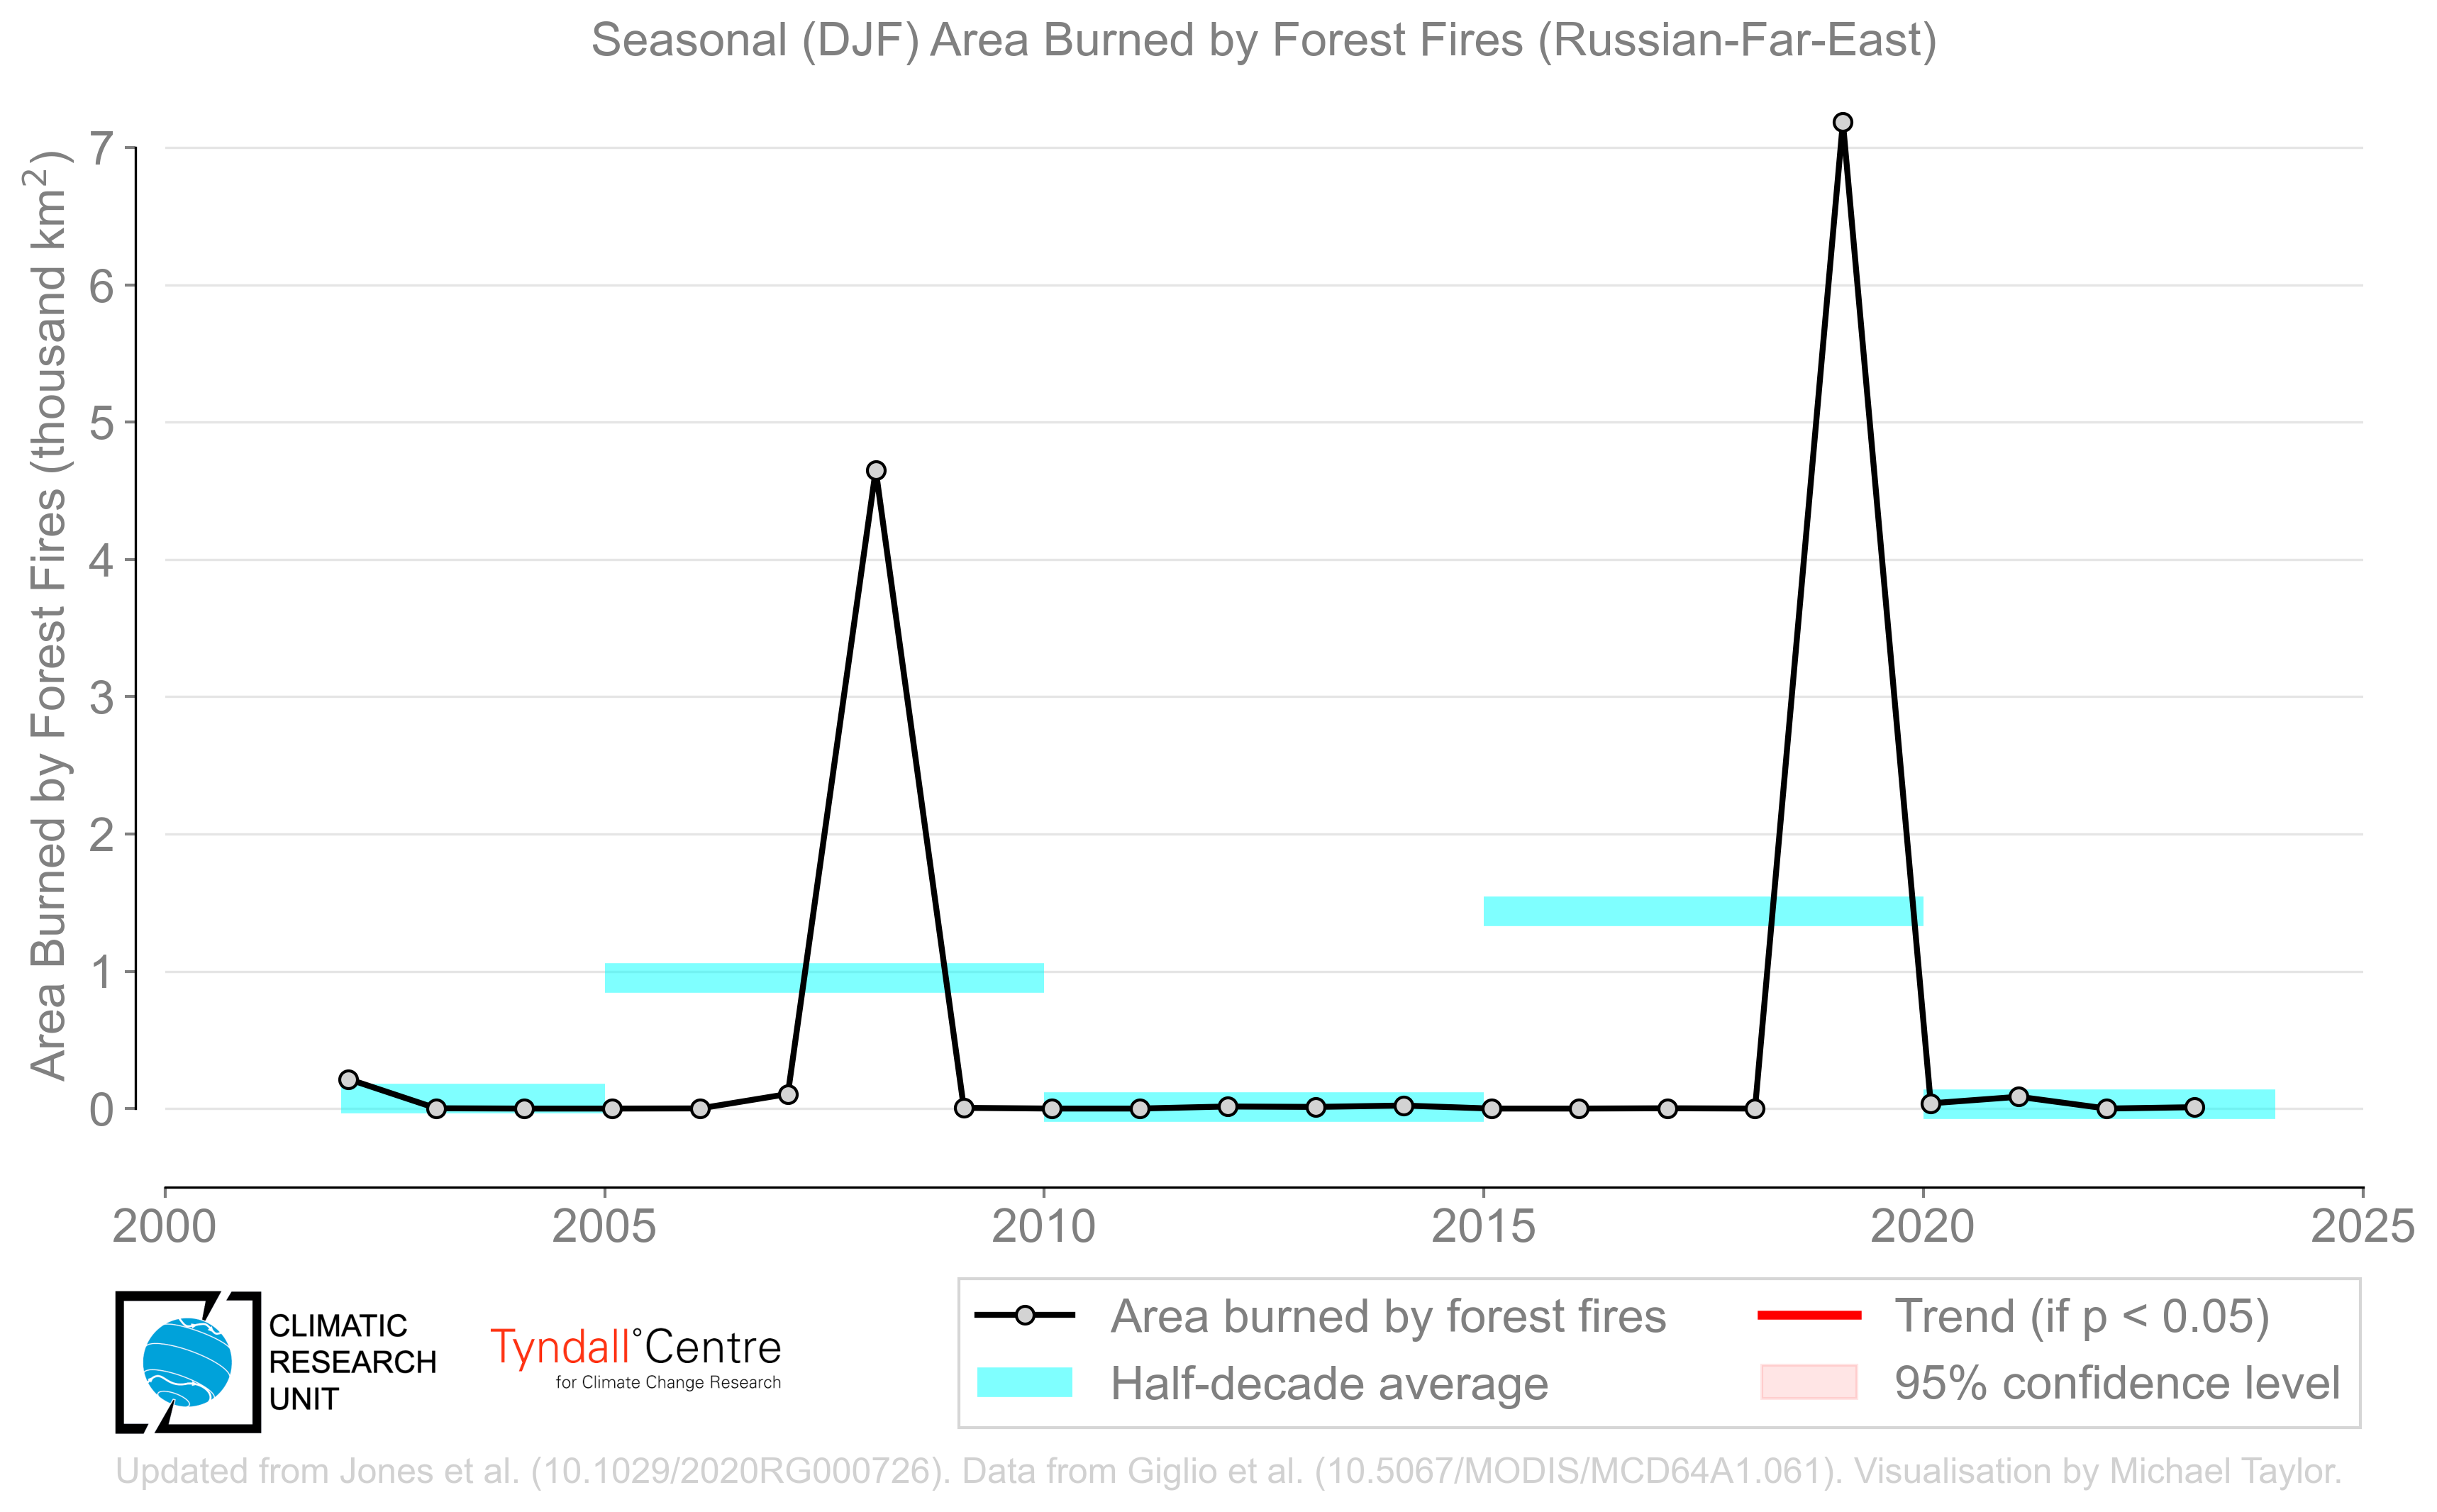 Seasonal (DJF) Area Burned by Forest Fires (Russian-Far-East)
Area Burned by Forest Fires (thousand km²)
7
6
5
4
3
2
1
0
2000 2005 2010 2015 2020 2025
Area burned by forest fires
Trend (if p < 0.05)
Half-decade average
95% confidence level
CLIMATIC
RESEARCH
UNIT
Tyndall°Centre
for Climate Change Research
Updated from Jones et al. (10.1029/2020RG000726). Data from Giglio et al. (10.5067/MODIS/MCD64A1.061). Visualisation by Michael Taylor.